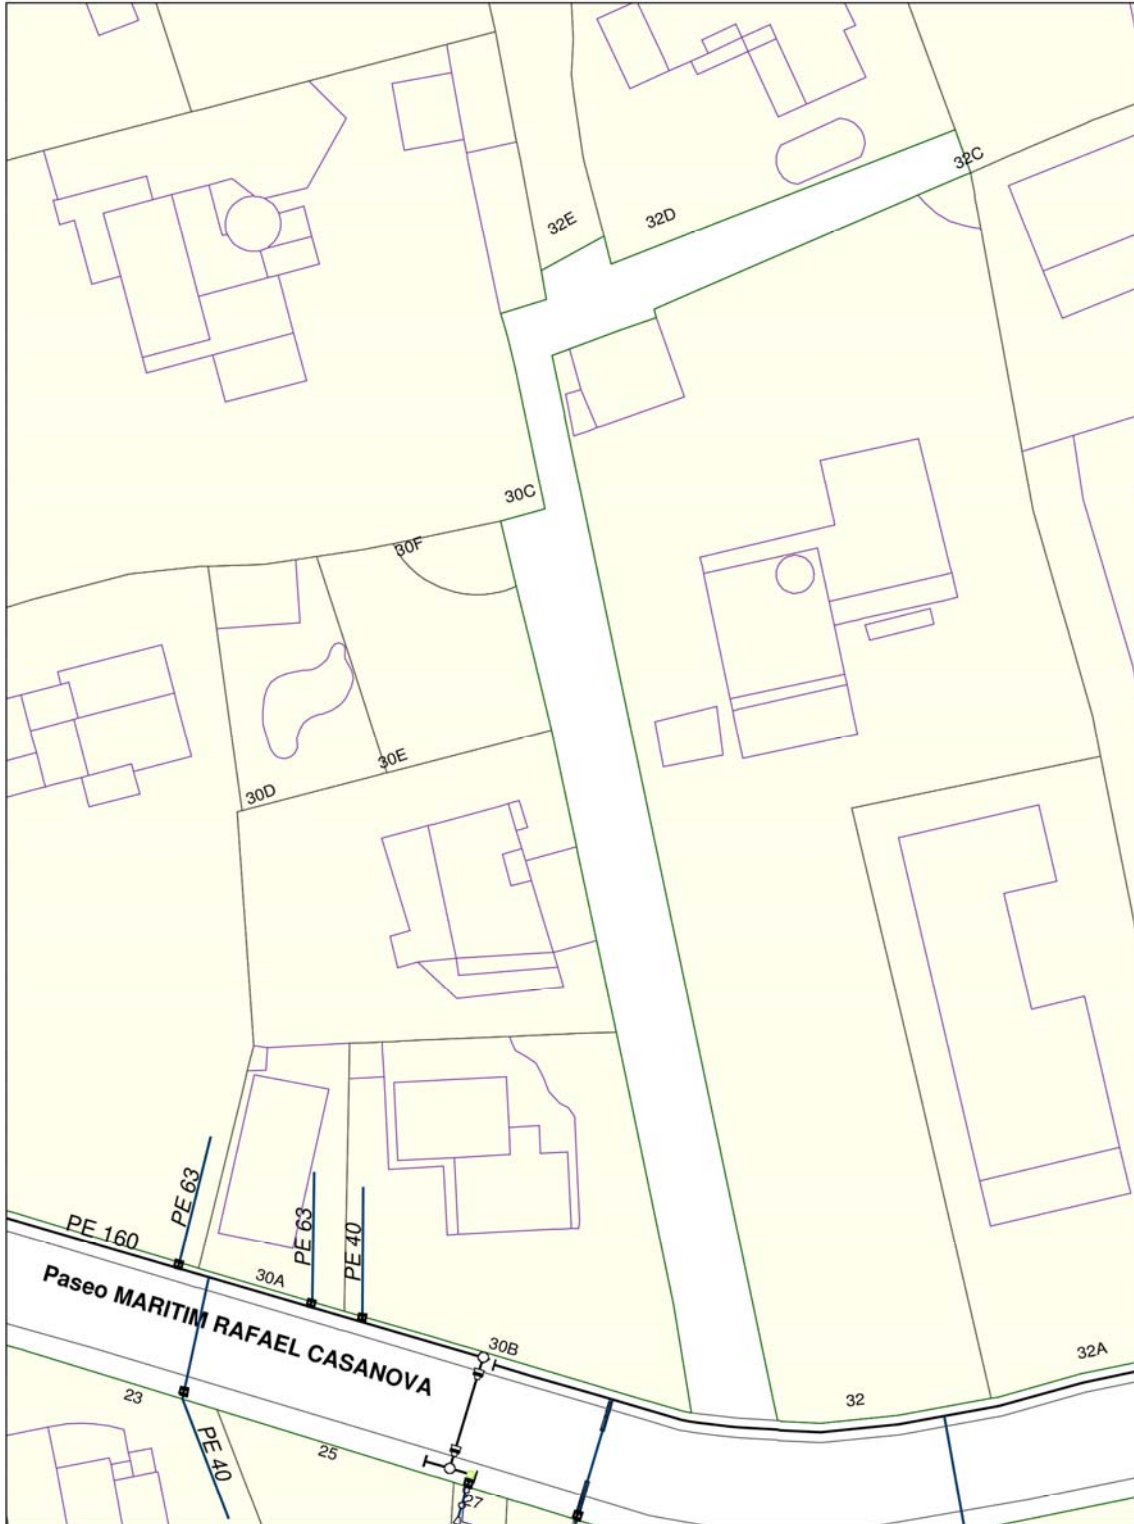 32C
32D
32E
30C
30F
30E
30D
PE 63
PE 160
PE 63
PE 40
30A
Paseo MARITIM RAFAEL CASANOVA
30B
32A
32
23
25
PE 40
27